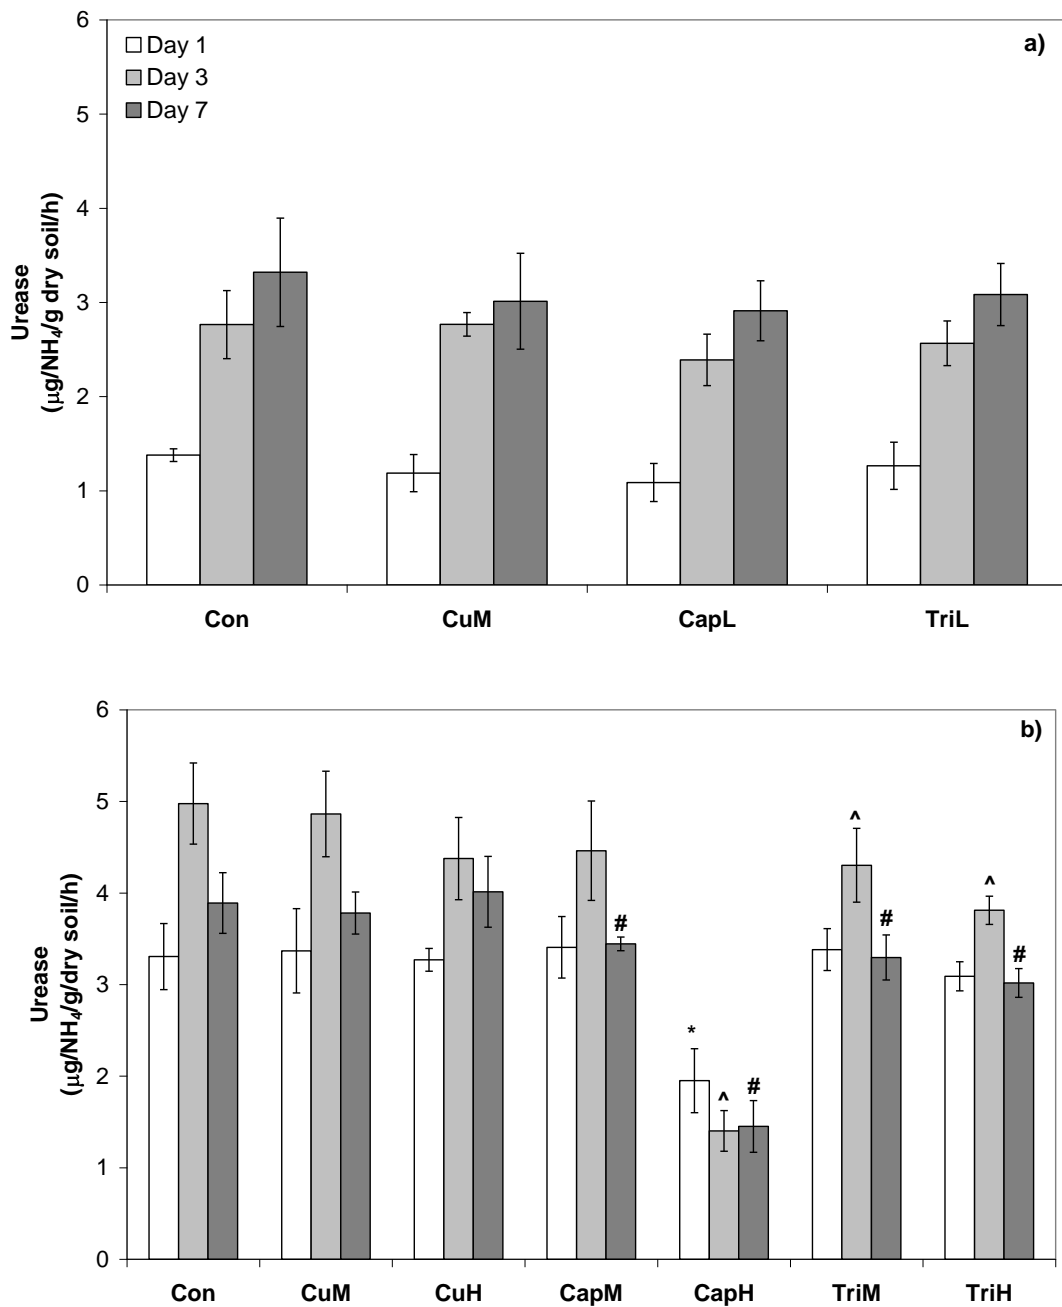 6
5
4
3
2
1
0
Urease
(μg/NH₄/g dry soil/h)
a)
Day 1
Day 3
Day 7
Con CuM CapL TriL
6
5
4
3
2
1
0
Urease
(μg/NH₄/g/dry soil/h)
b)
^
#
^
#
#
*
^
#
Con CuM CuH CapM CapH TriM TriH